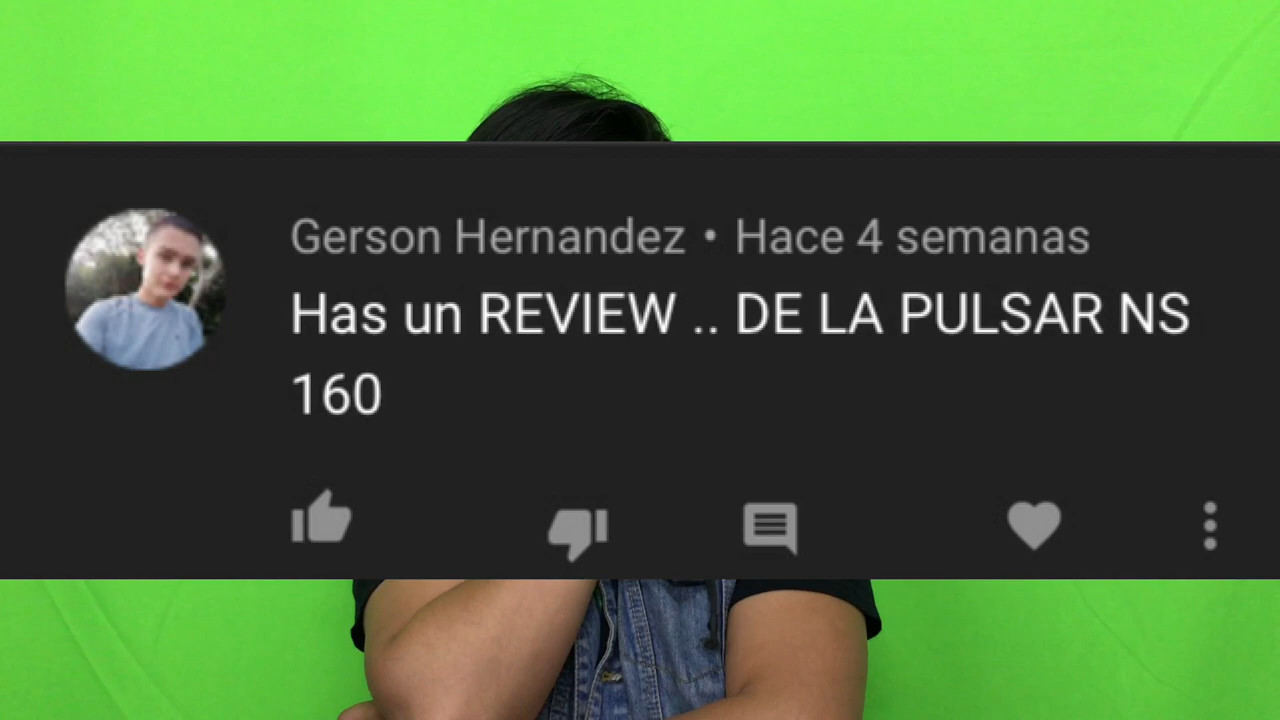 Gerson Hernandez • Hace 4 semanas
Has un REVIEW .. DE LA PULSAR NS
160